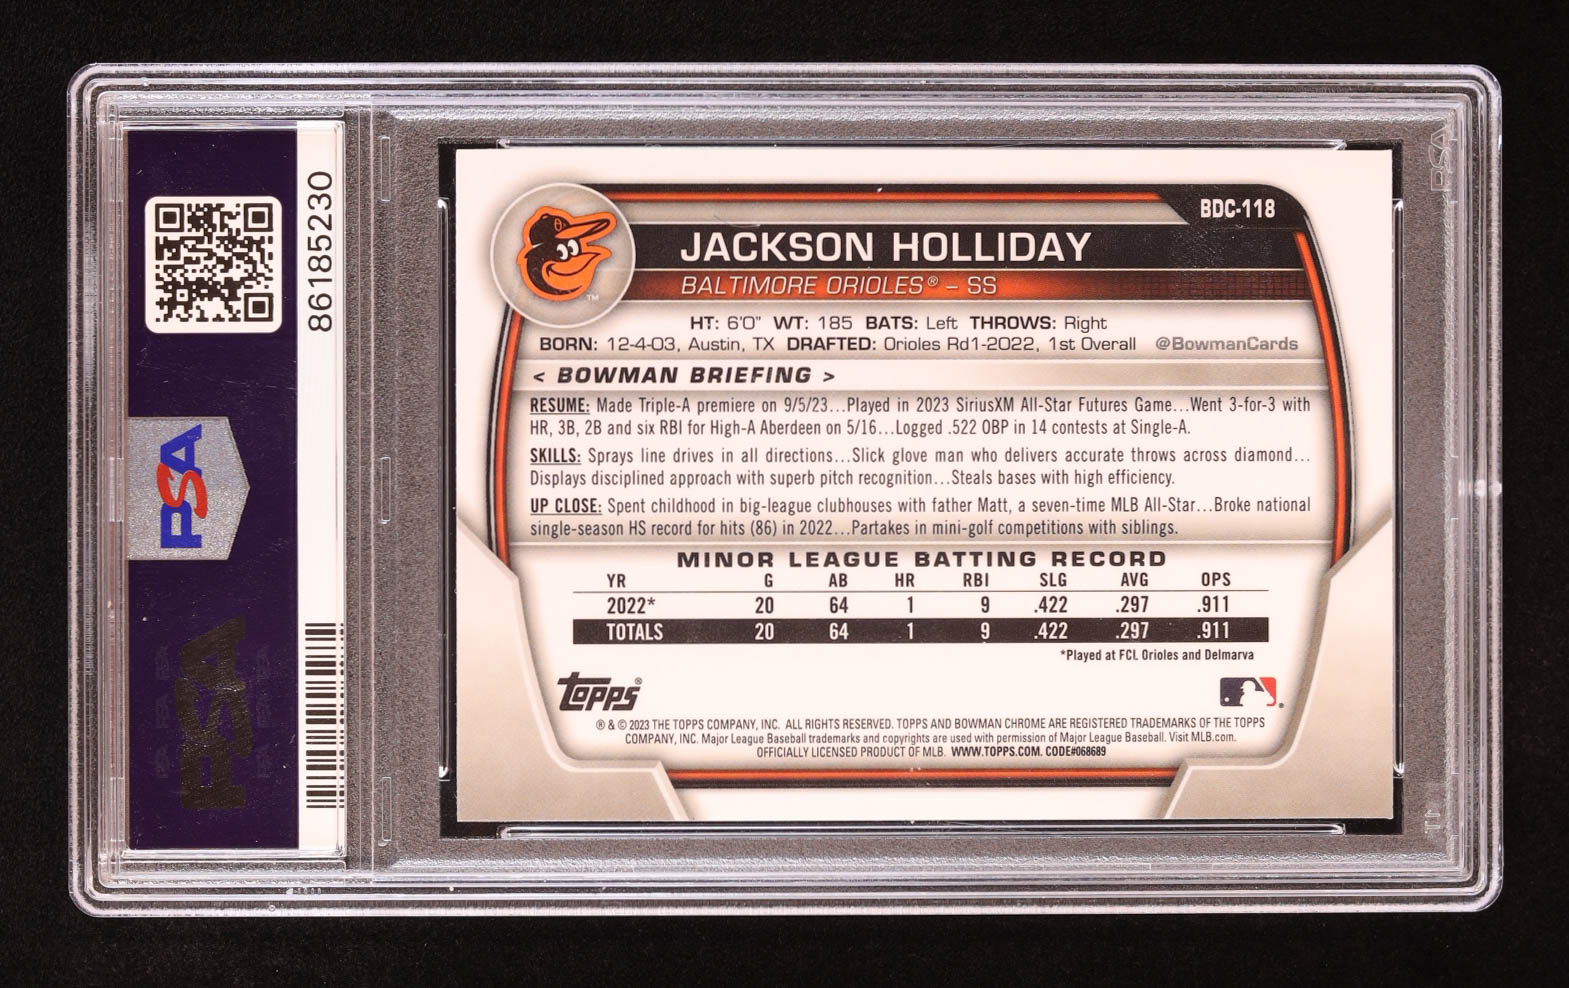 86185230
PSA
PSA
PSA
BDC-118
JACKSON HOLLIDAY
BALTIMORE ORIOLES® – SS
TM
HT: 6'0" WT: 185 BATS: Left THROWS: Right
BORN: 12-4-03, Austin, TX DRAFTED: Orioles Rd1-2022, 1st Overall @BowmanCards
< BOWMAN BRIEFING >
RESUME: Made Triple-A premiere on 9/5/23...Played in 2023 SiriusXM All-Star Futures Game...Went 3-for-3 with
HR, 3B, 2B and six RBI for High-A Aberdeen on 5/16...Logged .522 OBP in 14 contests at Single-A.
SKILLS: Sprays line drives in all directions...Slick glove man who delivers accurate throws across diamond...
Displays disciplined approach with superb pitch recognition...Steals bases with high efficiency.
UP CLOSE: Spent childhood in big-league clubhouses with father Matt, a seven-time MLB All-Star...Broke national
single-season HS record for hits (86) in 2022...Partakes in mini-golf competitions with siblings.
MINOR LEAGUE BATTING RECORD
YR G AB HR RBI SLG AVG OPS
2022* 20 64 1 9 .422 .297 .911
TOTALS 20 64 1 9 .422 .297 .911
*Played at FCL Orioles and Delmarva
Topps®
® & © 2023 THE TOPPS COMPANY, INC. ALL RIGHTS RESERVED. TOPPS AND BOWMAN CHROME ARE REGISTERED TRADEMARKS OF THE TOPPS
COMPANY, INC. Major League Baseball trademarks and copyrights are used with permission of Major League Baseball. Visit MLB.com.
OFFICIALLY LICENSED PRODUCT OF MLB. WWW.TOPPS.COM. CODE#068689